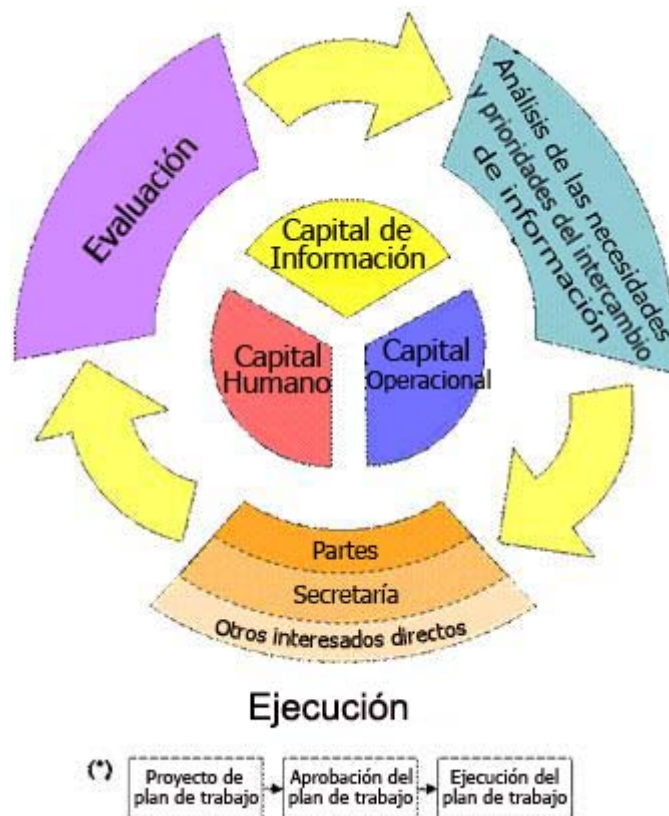 Evaluación
Análisis de las necesidades
y prioridades del intercambio
de información
Capital de
Información
Capital
Humano
Capital
Operacional
Partes
Secretaría
Otros interesados directos
Ejecución
(*)
Proyecto de
plan de trabajo
Aprobación del
plan de trabajo
Ejecución del
plan de trabajo